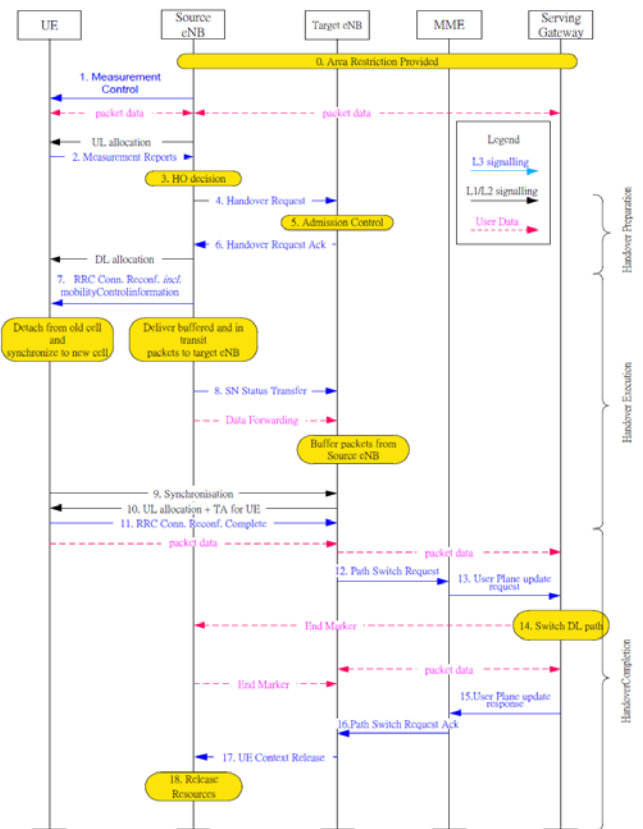 UE
Source
eNB
Target eNB
MME
Serving
Gateway
0. Area Restriction Provided
1. Measurement
Control
packet data
packet data
UL allocation
2. Measurement Reports
3. HO decision
4. Handover Request
5. Admission Control
6. Handover Request Ack
DL allocation
7. RRC Conn. Reconf. incl.
mobilityControlinformation
Legend
L3 signalling
L1/L2 signalling
User Data
Handover Preparation
Detach from old cell
and
synchronize to new cell
Deliver buffered and in
transit
packets to target eNB
8. SN Status Transfer
Data Forwarding
Buffer packets from
Source eNB
Handover Execution
9. Synchronisation
10. UL allocation + TA for UE
11. RRC Conn. Reconf. Complete
packet data
packet data
12. Path Switch Request
13. User Plane update
request
14. Switch DL path
End Marker
packet data
End Marker
15.User Plane update
response
16.Path Switch Request Ack
17. UE Context Release
18. Release
Resources
HandoverCompletion